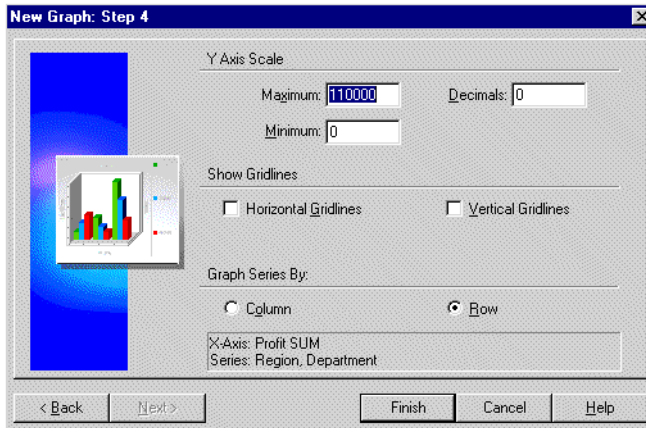 New Graph: Step 4
Y Axis Scale
Maximum: 110000 Decimals: 0
Minimum: 0
Show Gridlines
Horizontal Gridlines Vertical Gridlines
Graph Series By:
Column Row
X-Axis: Profit SUM
Series: Region, Department
< Back Next > Finish Cancel Help